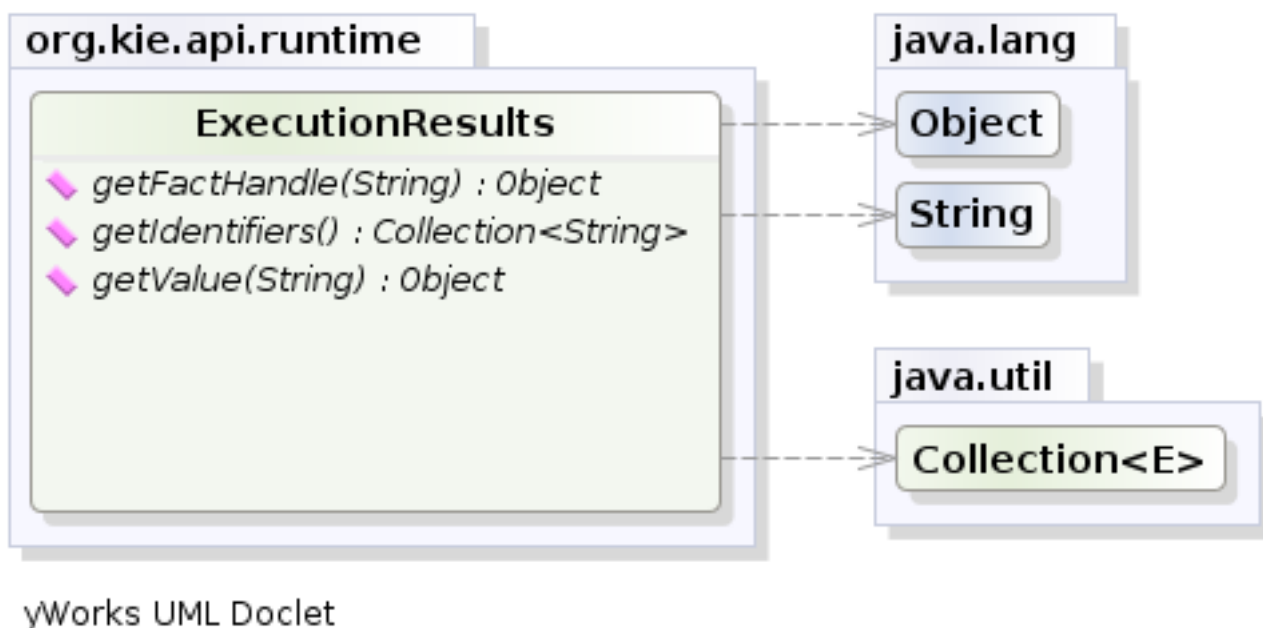 org.kie.api.runtime
ExecutionResults
getFactHandle(String) : Object
getIdentifiers() : Collection<String>
getValue(String) : Object
java.lang
Object
String
java.util
Collection<E>
yWorks UML Doclet